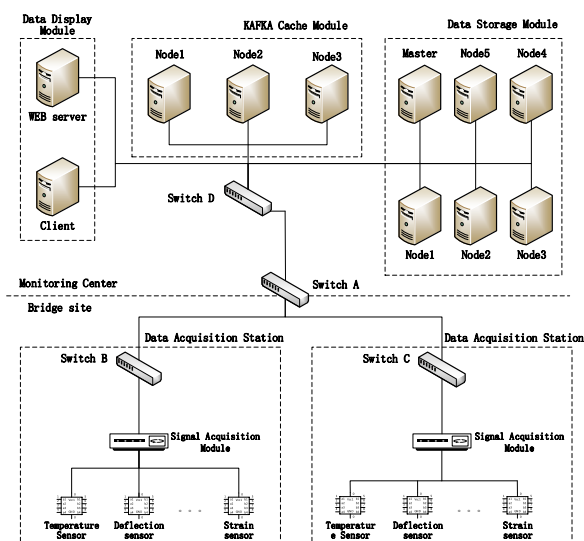 Data Display
Module
KAFKA Cache Module
Data Storage Module
Node1
Node2
Node3
Master
Node5
Node4
WEB server
Client
Switch D
Node1
Node2
Node3
Monitoring Center
Switch A
Bridge site
Data Acquisition Station
Data Acquisition Station
Switch B
Switch C
Signal Acquisition
Module
Signal Acquisition
Module
Temperature
Sensor
Deflection
sensor
. . .
Strain
sensor
Temperatur
e Sensor
Deflection
sensor
. . .
Strain
sensor